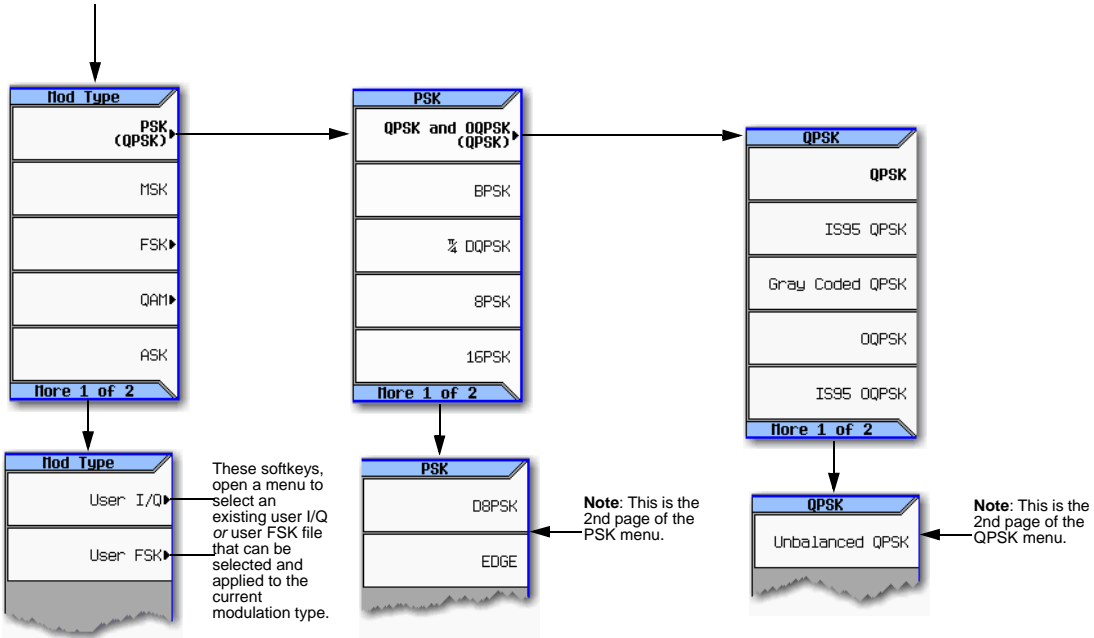 Mod Type
PSK
(QPSK)
MSK
FSK
QAM
ASK
More 1 of 2
PSK
QPSK and OQPSK
(QPSK)
BPSK
π/4 DQPSK
8PSK
16PSK
More 1 of 2
QPSK
QPSK
IS95 QPSK
Gray Coded QPSK
OQPSK
IS95 OQPSK
More 1 of 2
Mod Type
User I/Q
User FSK
These softkeys,
open a menu to
select an
existing user I/Q
or user FSK file
that can be
selected and
applied to the
current
modulation type.
PSK
D8PSK
EDGE
Note: This is the
2nd page of the
PSK menu.
QPSK
Unbalanced QPSK
Note: This is the
2nd page of the
QPSK menu.